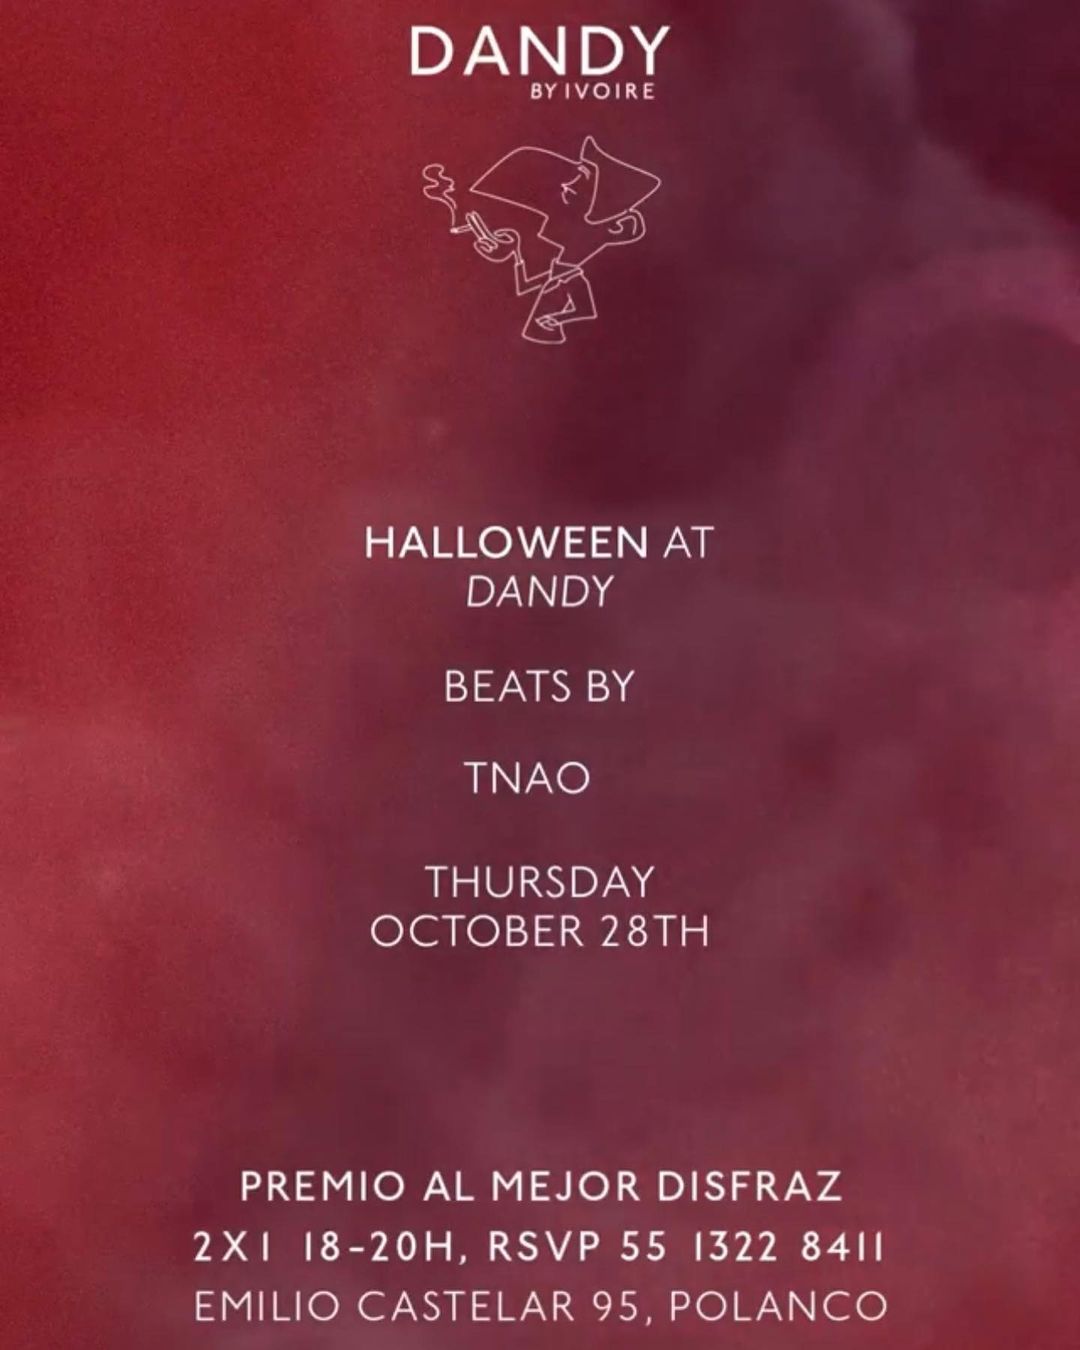 DANDY
BY IVOIRE
HALLOWEEN AT
DANDY
BEATS BY
TNAO
THURSDAY
OCTOBER 28TH
PREMIO AL MEJOR DISFRAZ
2X1 18-20H, RSVP 55 1322 8411
EMILIO CASTELAR 95, POLANCO